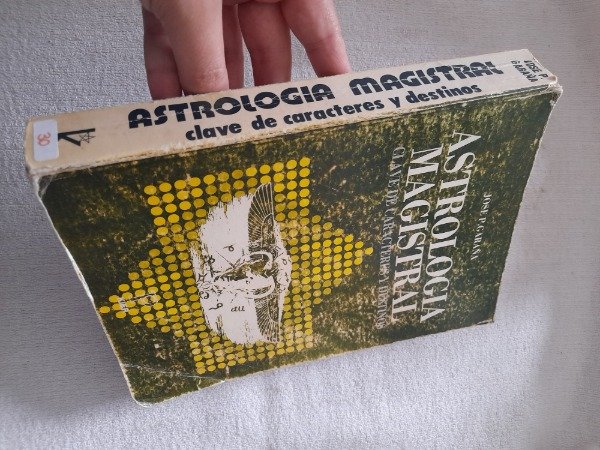 ASTROLOGIA MAGISTRAL
clave de caracteres y destinos
30
ASTROLOGIA
MAGISTRAL
CLAVE DE CARACTERES Y DESTINOS